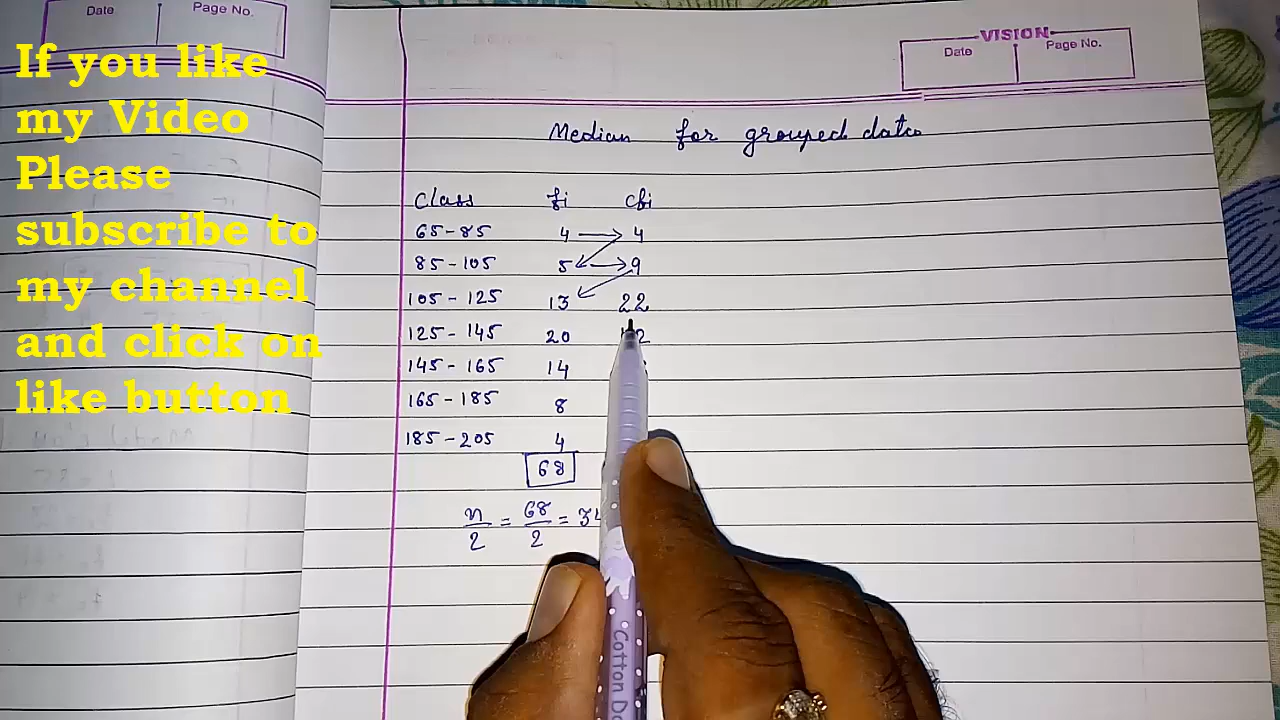 Date
Page No.
If you like
my Video
Please
subscribe to
my channel
and click on
like button
VISION
Date
Page No.
Median for grouped data
Class fi cfi
65-85 4 → 4
85-105 5 → 9
105-125 13 22
125-145 20
145-165 14
165-185 8
185-205 4
68
n/2 = 68/2 = 34
Cotton